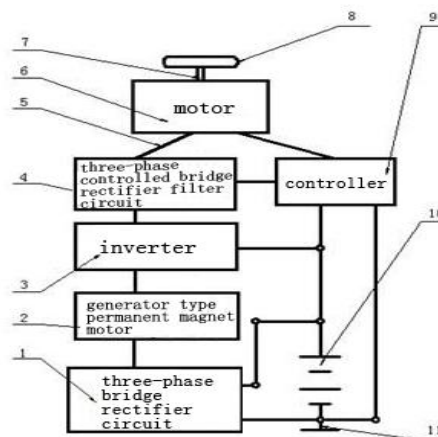 7
8
9
6
motor
5
three-phase
controlled bridge
rectifier filter
circuit
4
controller
inverter
3
10
generator type
permanent magnet
motor
2
1
three-phase
bridge
rectifier
circuit
11